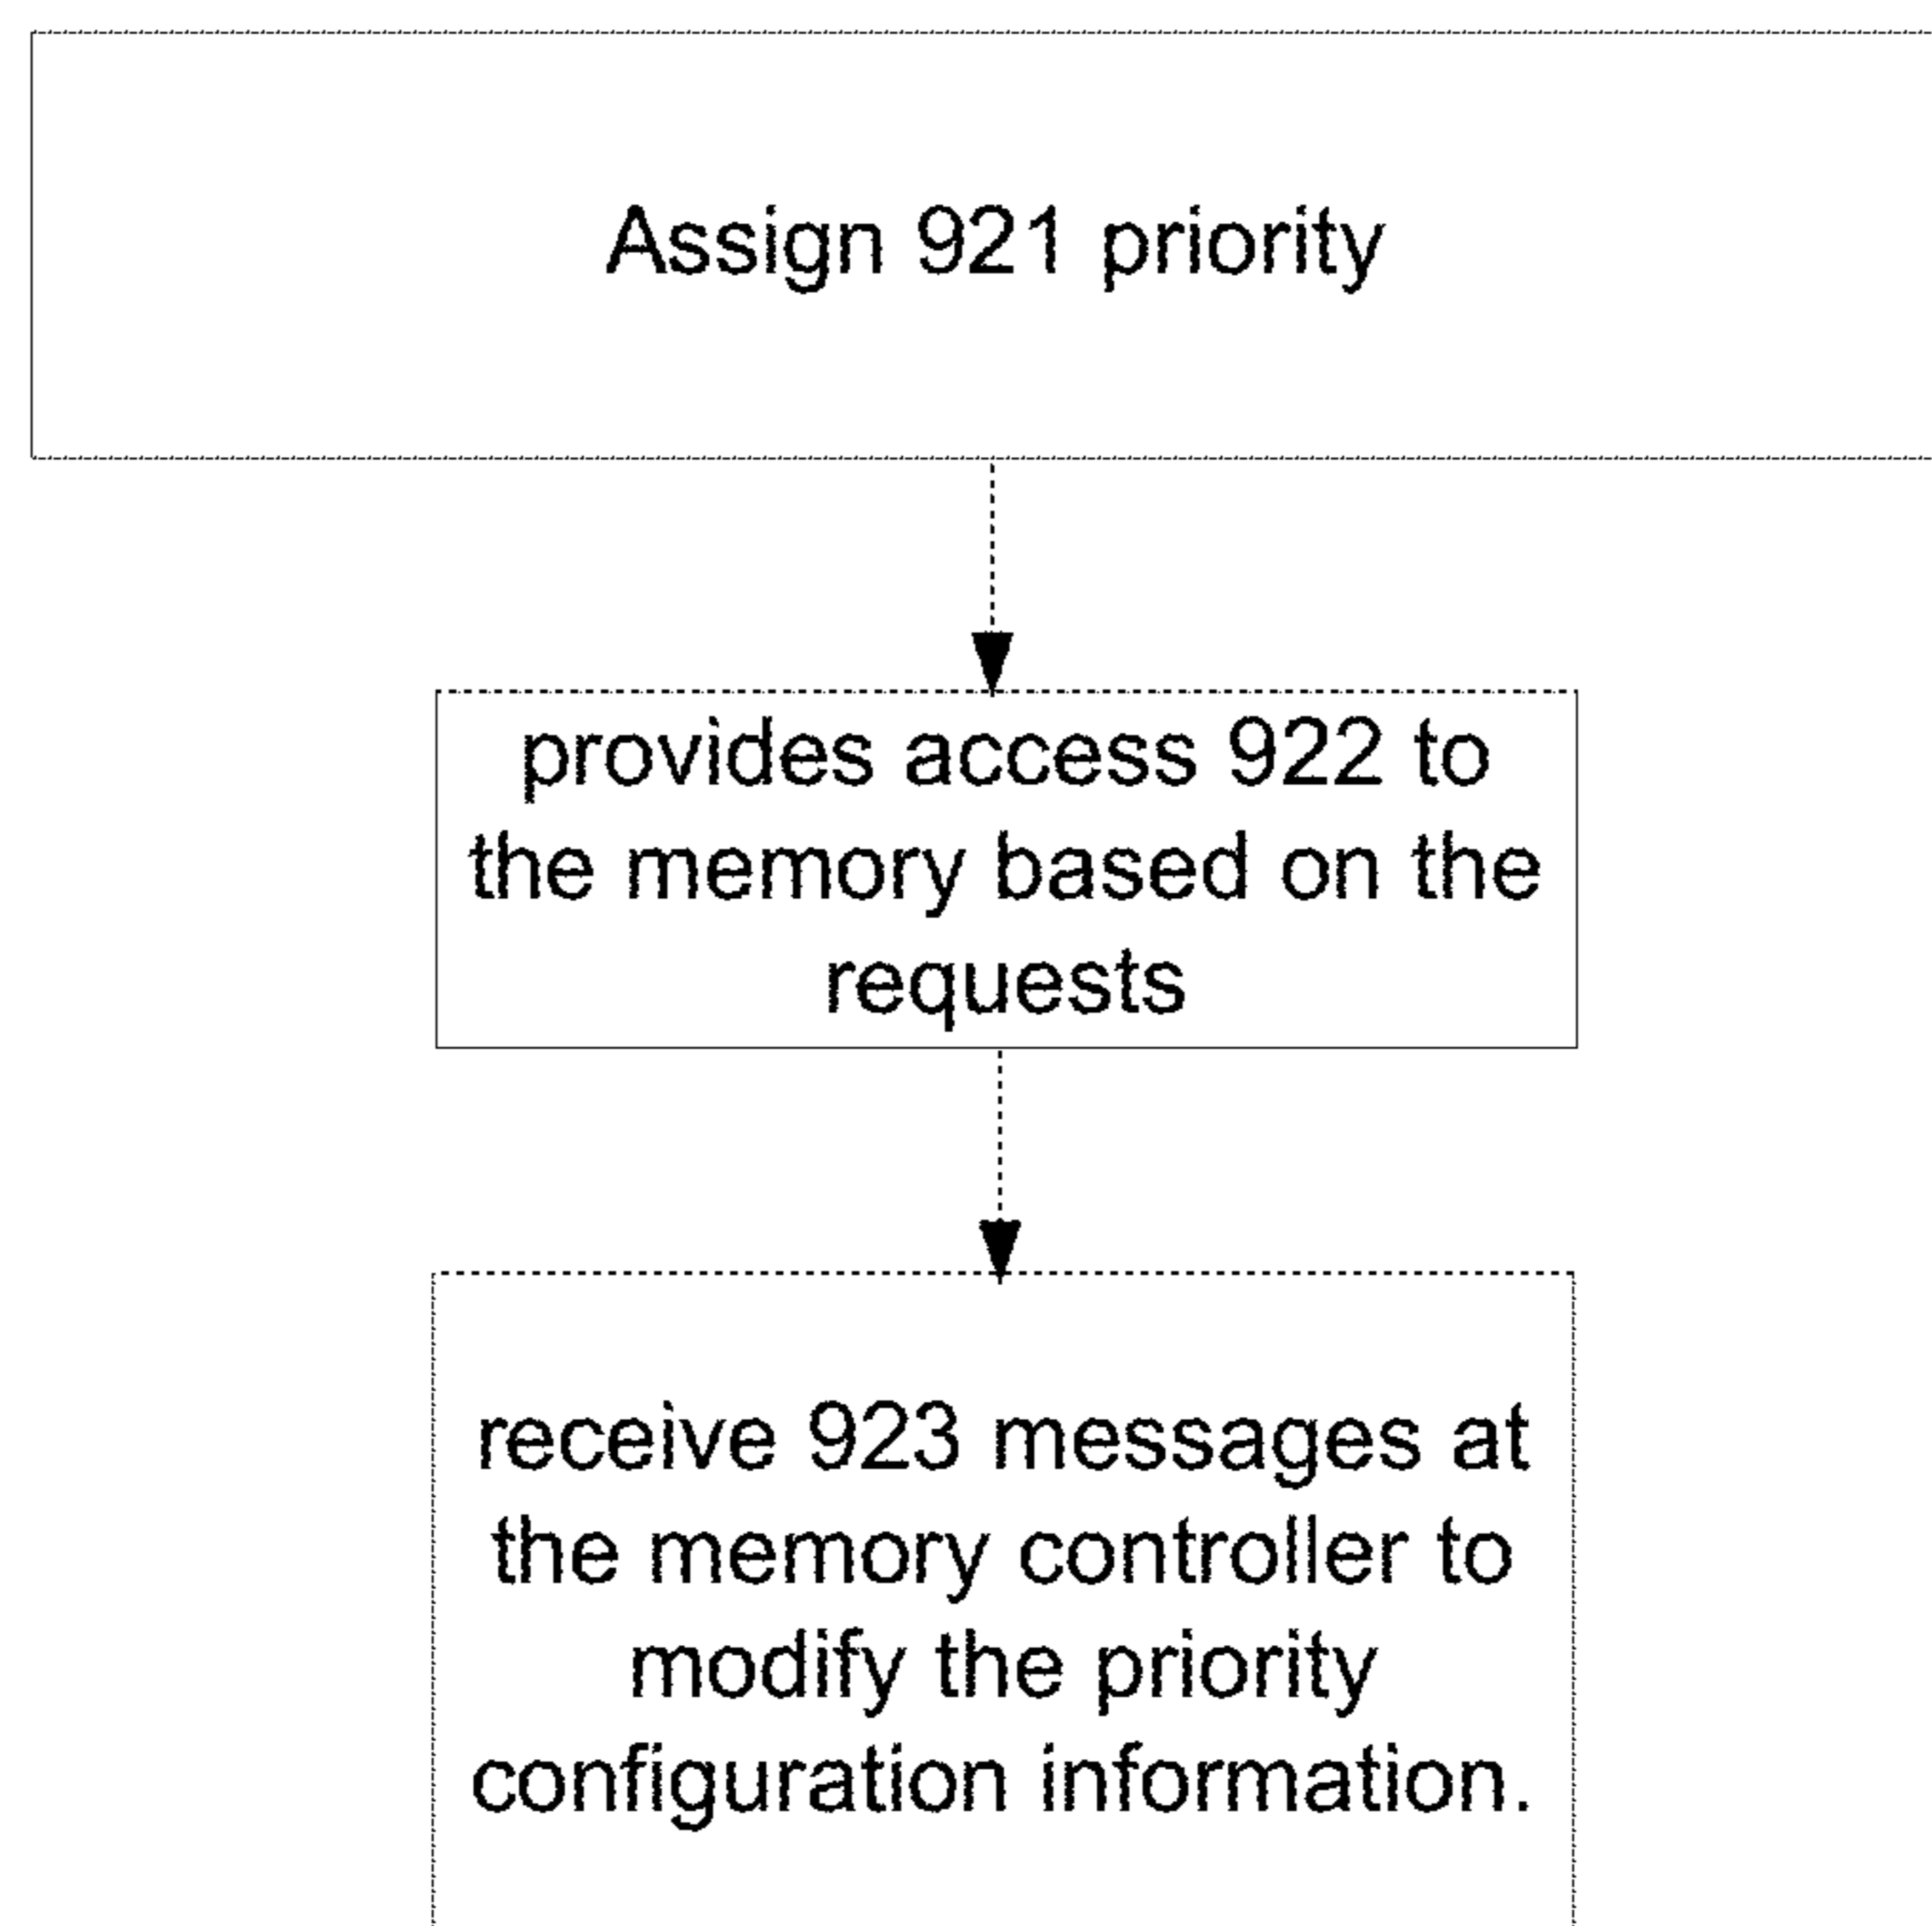 Assign 921 priority
provides access 922 to
the memory based on the
requests
receive 923 messages at
the memory controller to
modify the priority
configuration information.